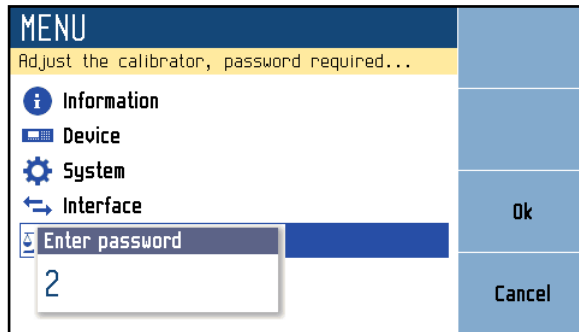 MENU
Adjust the calibrator, password required...
Information
Device
System
Interface
Enter password
2
Ok
Cancel